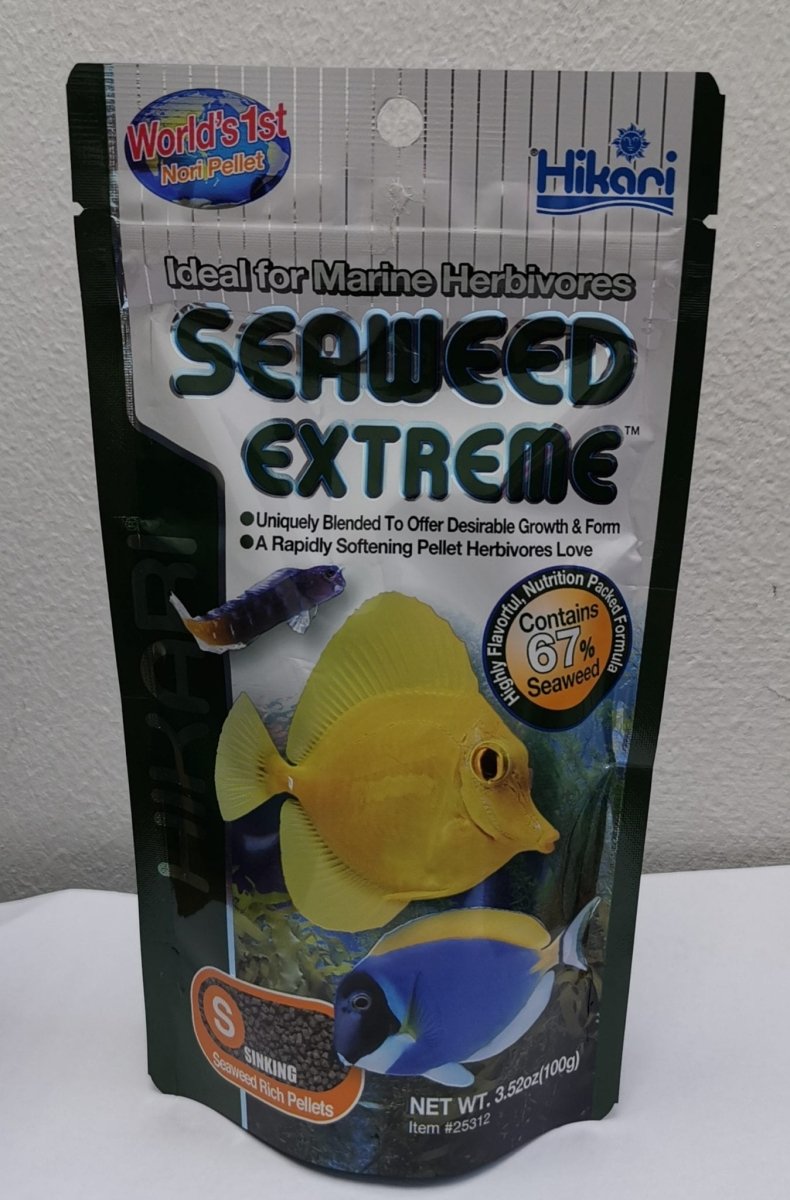 World's 1st
Nori Pellet
®Hikari
Ideal for Marine Herbivores
SEAWEED
EXTREME™
●Uniquely Blended To Offer Desirable Growth & Form
●A Rapidly Softening Pellet Herbivores Love
HIKARI
Highly Flavorful, Nutrition Packed Formula
Contains
67%
Seaweed
S
SINKING
Seaweed Rich Pellets
NET WT. 3.52oz(100g)
Item #25312